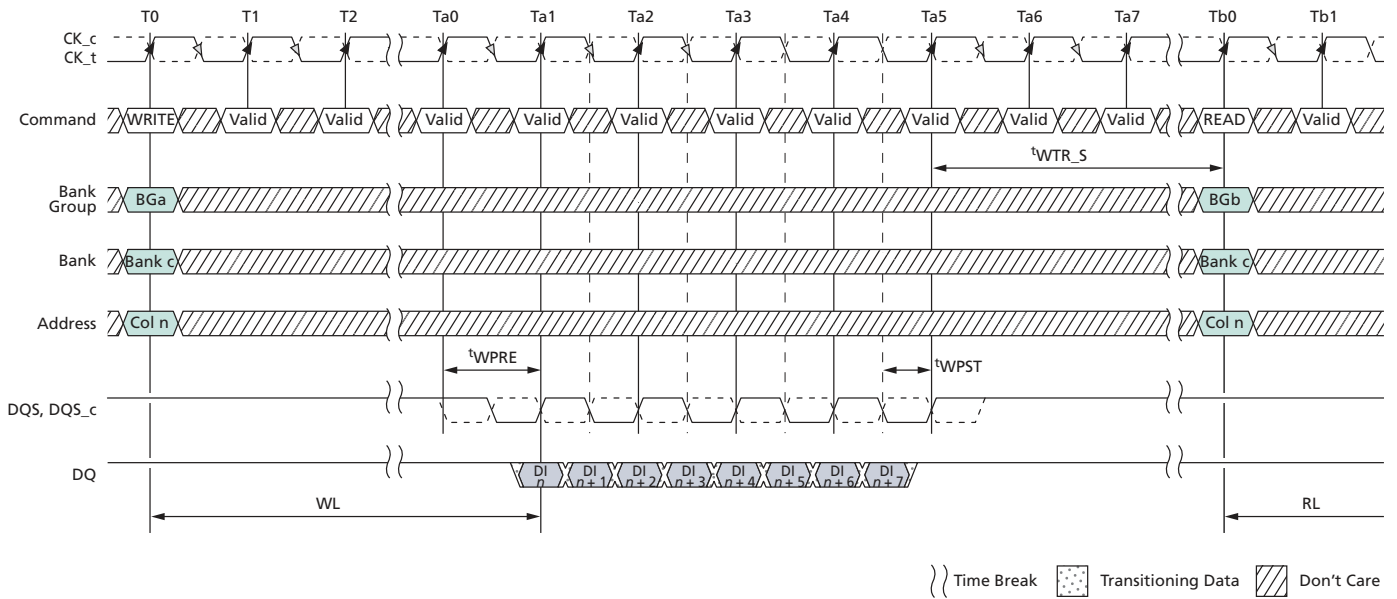 T0 T1 T2 Ta0 Ta1 Ta2 Ta3 Ta4 Ta5 Ta6 Ta7 Tb0 Tb1
CK_c
CK_t
Command WRITE Valid Valid Valid Valid Valid Valid Valid Valid Valid Valid READ Valid
tWTR_S
Bank
Group BGa BGb
Bank Bank c Bank c
Address Col n Col n
tWPRE tWPST
DQS, DQS_c
DQ DI n DI n + 1 DI n + 2 DI n + 3 DI n + 4 DI n + 5 DI n + 6 DI n + 7
WL RL
Time Break Transitioning Data Don't Care